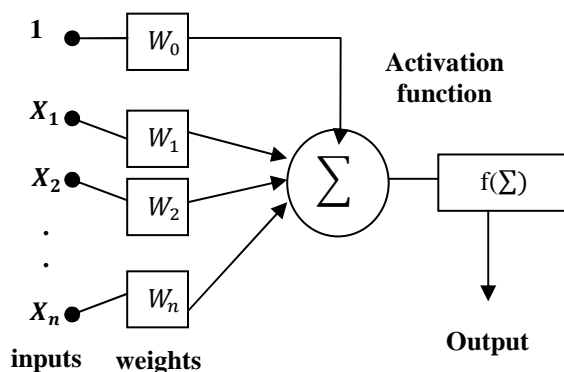 1
W₀
Activation
function
X₁
W₁
X₂
W₂
∑
f(∑)
.
.
Xₙ
Wₙ
Output
inputs
weights